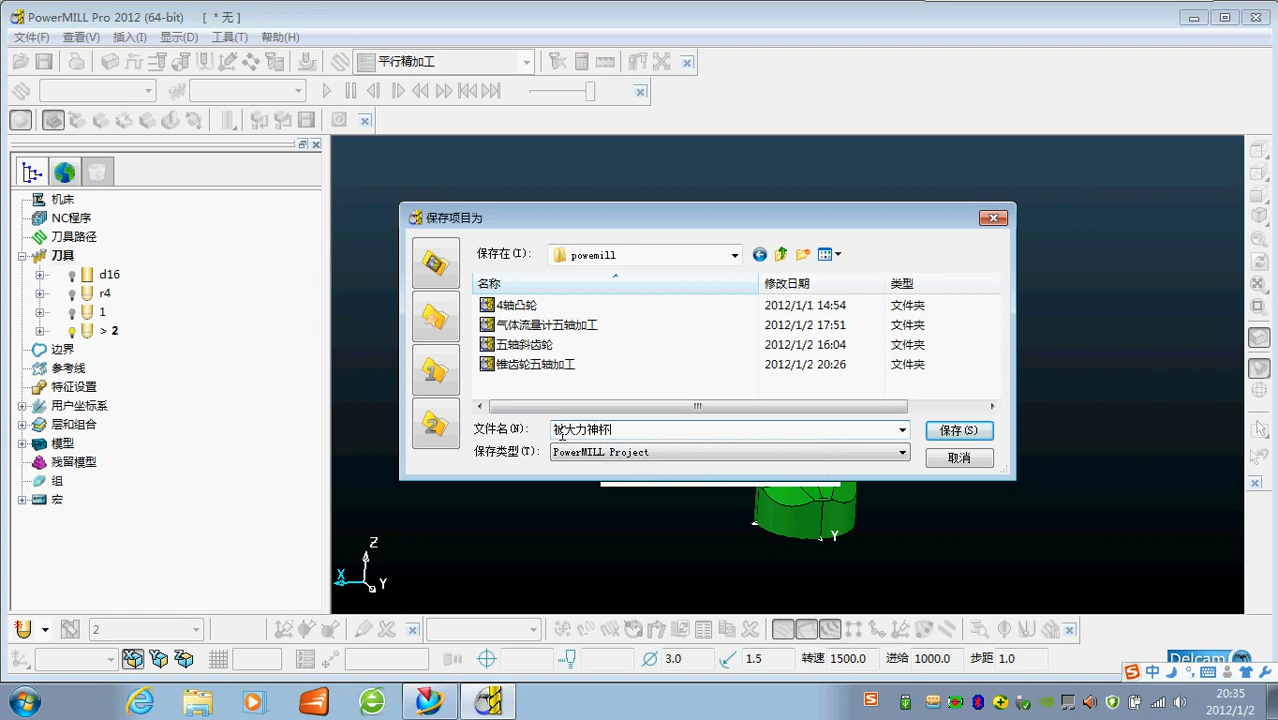 PowerMILL Pro 2012 (64-bit) [ * 无 ]
文件(F) 查看(V) 插入(I) 显示(D) 工具(T) 帮助(H)
平行精加工
机床
NC程序
刀具路径
刀具
d16
r4
1
> 2
边界
参考线
特征设置
用户坐标系
层和组合
模型
残留模型
组
宏
保存项目为
保存在(I): powemill
名称 修改日期 类型
4轴凸轮 2012/1/1 14:54 文件夹
气体流量计五轴加工 2012/1/2 17:51 文件夹
五轴斜齿轮 2012/1/2 16:04 文件夹
锥齿轮五轴加工 2012/1/2 20:26 文件夹
文件名(N): 大力神杯 保存(S)
保存类型(T): PowerMILL Project 取消
Y
Z
X
Y
2
3.0 1.5 转速 1500.0 进给 1000.0 步距 1.0
Delcam
中
20:35
2012/1/2